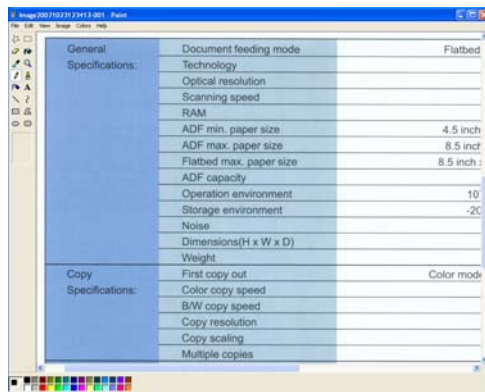 Image20071023123413-001 - Paint
File Edit View Image Colors Help
General Document feeding mode Flatbed
Specifications: Technology
Optical resolution
Scanning speed
RAM
ADF min. paper size 4.5 inch
ADF max. paper size 8.5 inch
Flatbed max. paper size 8.5 inch
ADF capacity
Operation environment 10
Storage environment -20
Noise
Dimensions(H x W x D)
Weight
Copy First copy out Color mode
Specifications: Color copy speed
B/W copy speed
Copy resolution
Copy scaling
Multiple copies